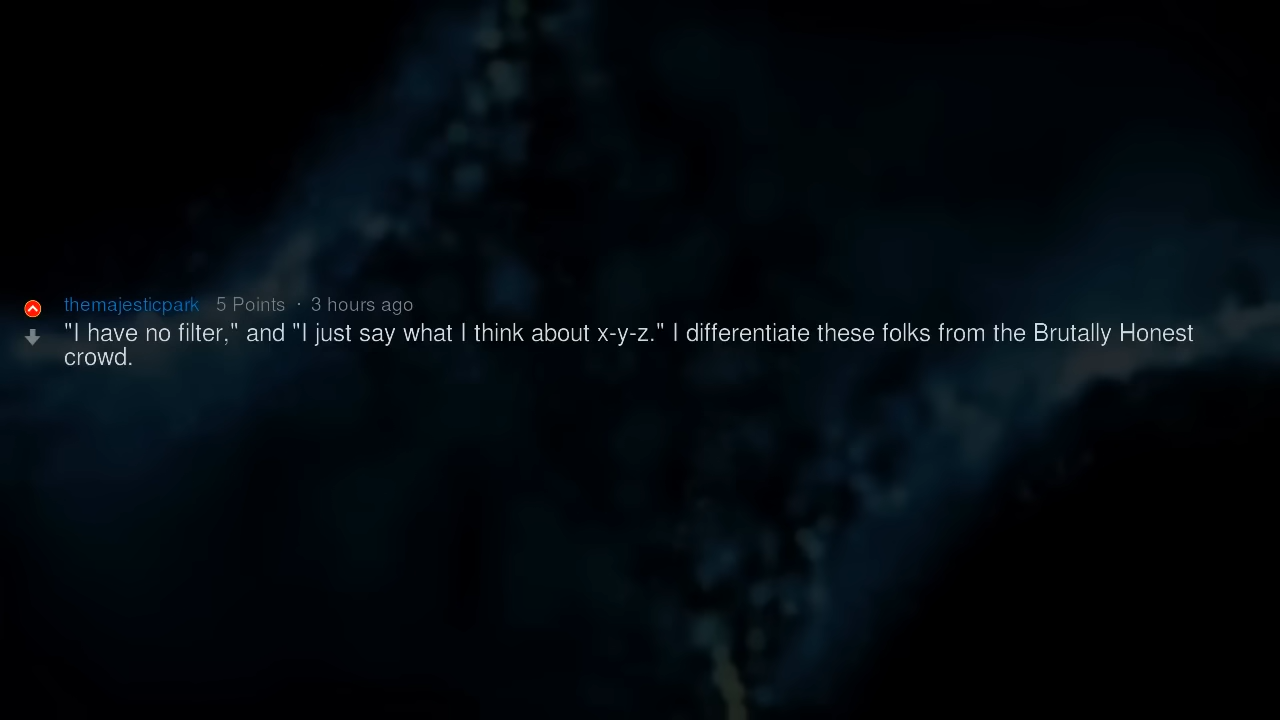 themajesticpark 5 Points · 3 hours ago
"I have no filter," and "I just say what I think about x-y-z." I differentiate these folks from the Brutally Honest
crowd.